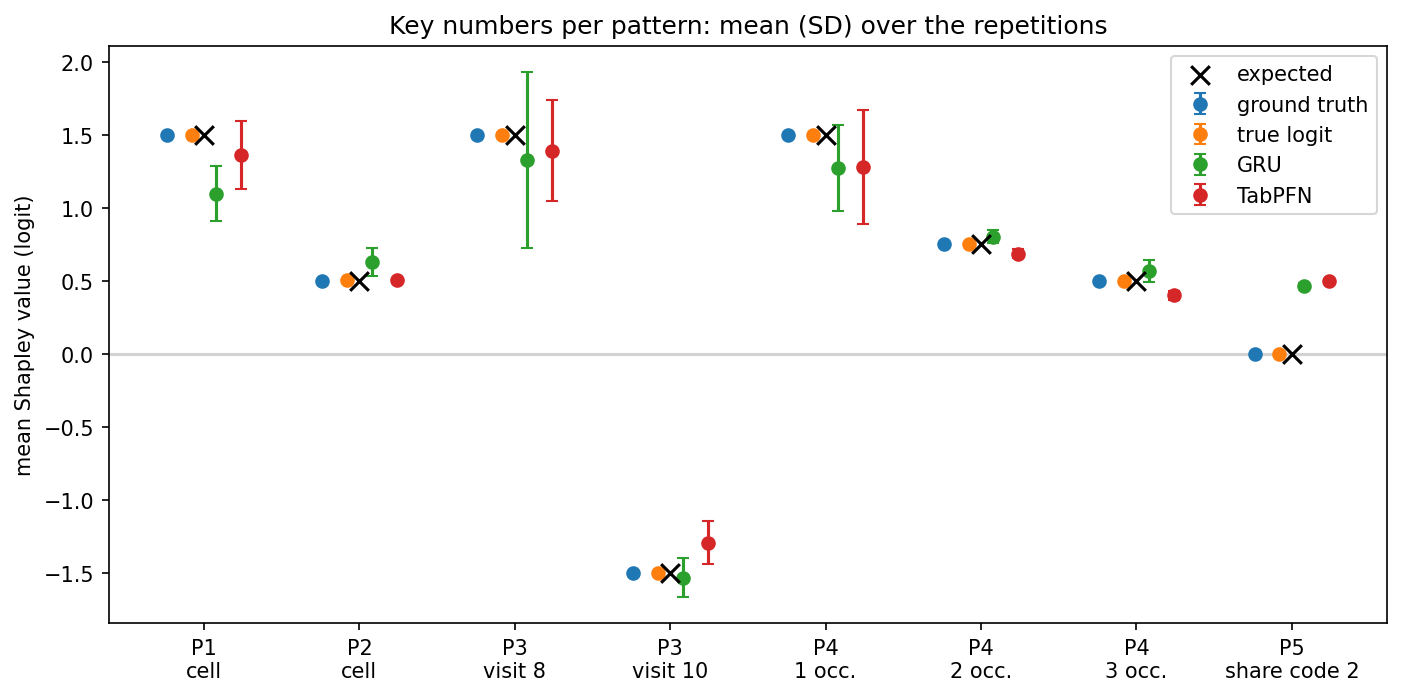 Key numbers per pattern: mean (SD) over the repetitions
mean Shapley value (logit)
2.0
1.5
1.0
0.5
0.0
−0.5
−1.0
−1.5
expected
ground truth
true logit
GRU
TabPFN
P1
cell
P2
cell
P3
visit 8
P3
visit 10
P4
1 occ.
P4
2 occ.
P4
3 occ.
P5
share code 2